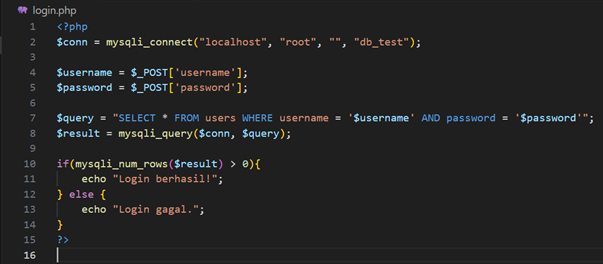 login.php
1 <?php
2 $conn = mysqli_connect("localhost", "root", "", "db_test");
3
4 $username = $_POST['username'];
5 $password = $_POST['password'];
6
7 $query = "SELECT * FROM users WHERE username = '$username' AND password = '$password'";
8 $result = mysqli_query($conn, $query);
9
10 if(mysqli_num_rows($result) > 0){
11     echo "Login berhasil!";
12 } else {
13     echo "Login gagal.";
14 }
15 ?>
16